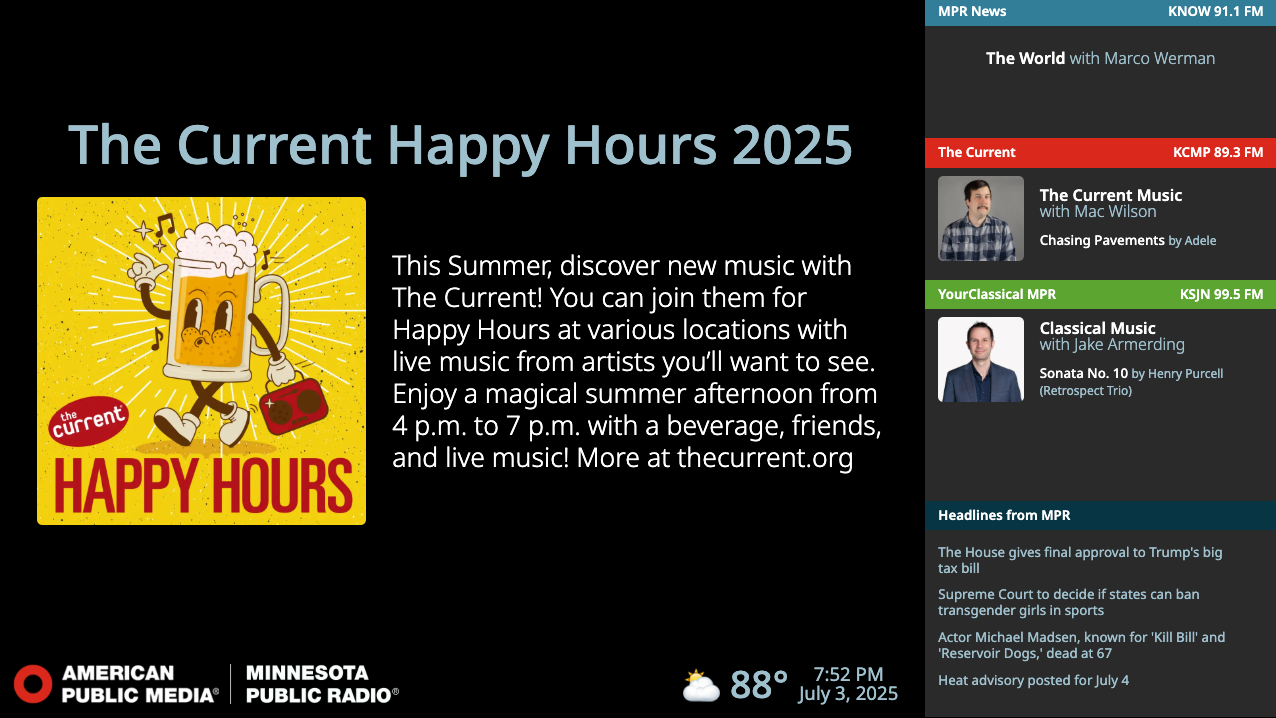 The Current Happy Hours 2025
the
current
HAPPY HOURS
This Summer, discover new music with
The Current! You can join them for
Happy Hours at various locations with
live music from artists you’ll want to see.
Enjoy a magical summer afternoon from
4 p.m. to 7 p.m. with a beverage, friends,
and live music! More at thecurrent.org
AMERICAN
PUBLIC MEDIA®
MINNESOTA
PUBLIC RADIO®
88°
7:52 PM
July 3, 2025
MPR News KNOW 91.1 FM
The World with Marco Werman
The Current KCMP 89.3 FM
The Current Music
with Mac Wilson
Chasing Pavements by Adele
YourClassical MPR KSJN 99.5 FM
Classical Music
with Jake Armerding
Sonata No. 10 by Henry Purcell
(Retrospect Trio)
Headlines from MPR
The House gives final approval to Trump's big
tax bill
Supreme Court to decide if states can ban
transgender girls in sports
Actor Michael Madsen, known for 'Kill Bill' and
'Reservoir Dogs,' dead at 67
Heat advisory posted for July 4